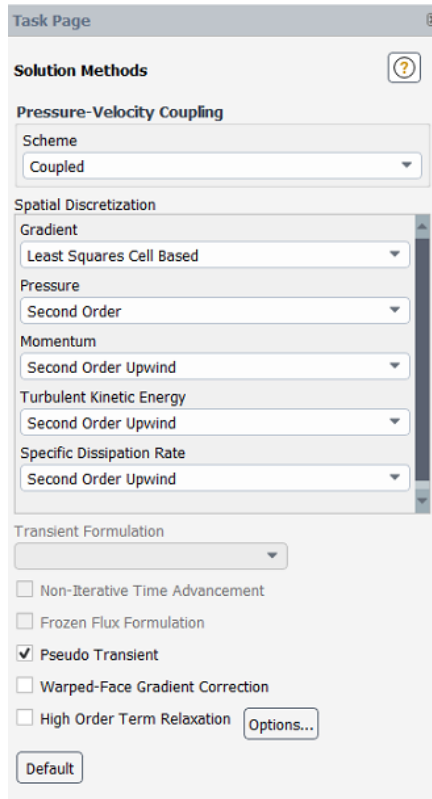 Task Page
Solution Methods
?
Pressure-Velocity Coupling
Scheme
Coupled
Spatial Discretization
Gradient
Least Squares Cell Based
Pressure
Second Order
Momentum
Second Order Upwind
Turbulent Kinetic Energy
Second Order Upwind
Specific Dissipation Rate
Second Order Upwind
Transient Formulation
Non-Iterative Time Advancement
Frozen Flux Formulation
Pseudo Transient
Warped-Face Gradient Correction
High Order Term Relaxation Options...
Default